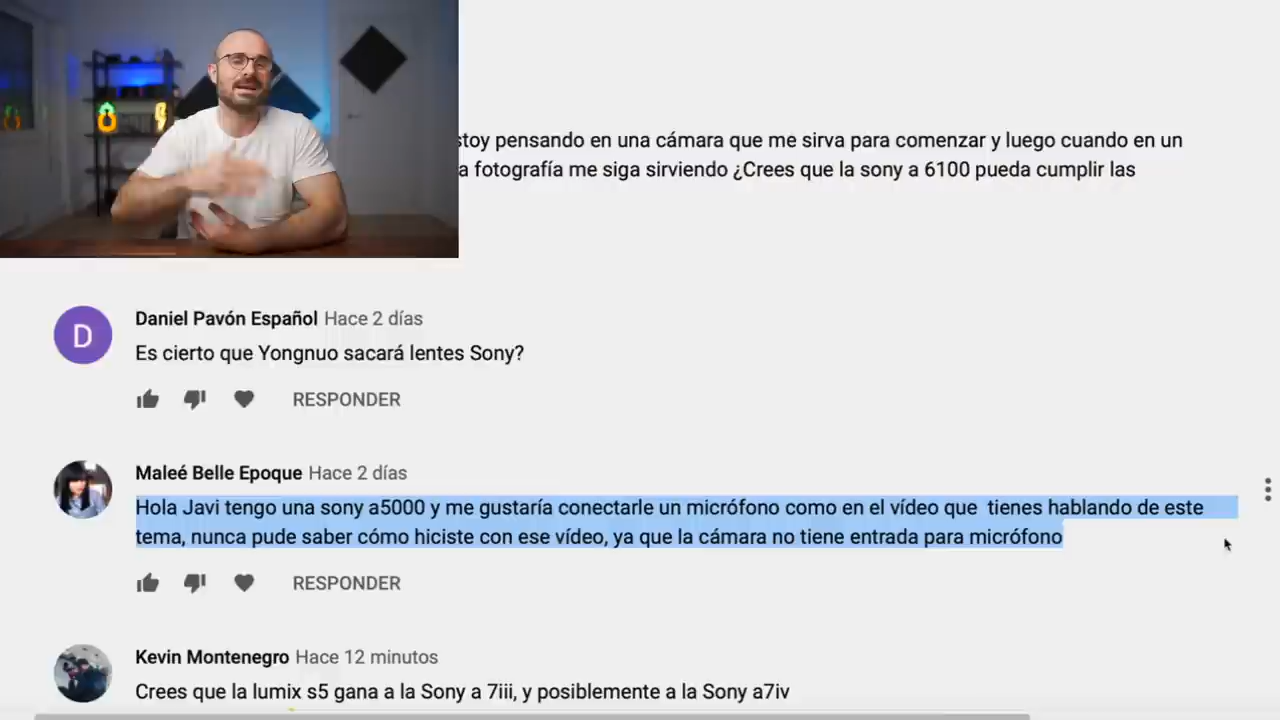 stoy pensando en una cámara que me sirva para comenzar y luego cuando en un
a fotografía me siga sirviendo ¿Crees que la sony a 6100 pueda cumplir las
D
Daniel Pavón Español Hace 2 días
Es cierto que Yongnuo sacará lentes Sony?
RESPONDER
Maleé Belle Epoque Hace 2 días
Hola Javi tengo una sony a5000 y me gustaría conectarle un micrófono como en el vídeo que tienes hablando de este
tema, nunca pude saber cómo hiciste con ese vídeo, ya que la cámara no tiene entrada para micrófono
RESPONDER
Kevin Montenegro Hace 12 minutos
Crees que la lumix s5 gana a la Sony a 7iii, y posiblemente a la Sony a7iv